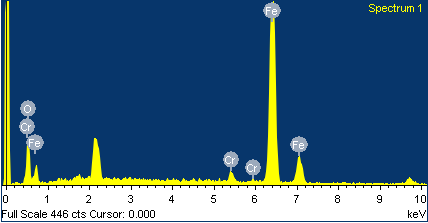 Spectrum 1
Fe
O
Cr
Fe
Cr
Cr
Fe
0 1 2 3 4 5 6 7 8 9 10
Full Scale 446 cts Cursor: 0.000 keV